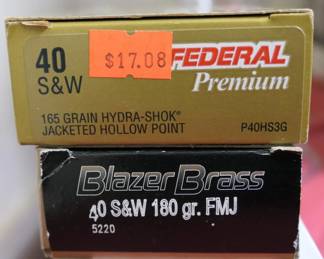 40
S&W
$17.08
FEDERAL
Premium
165 GRAIN HYDRA-SHOK®
JACKETED HOLLOW POINT
P40HS3G
Blazer Brass
40 S&W 180 gr. FMJ
5220